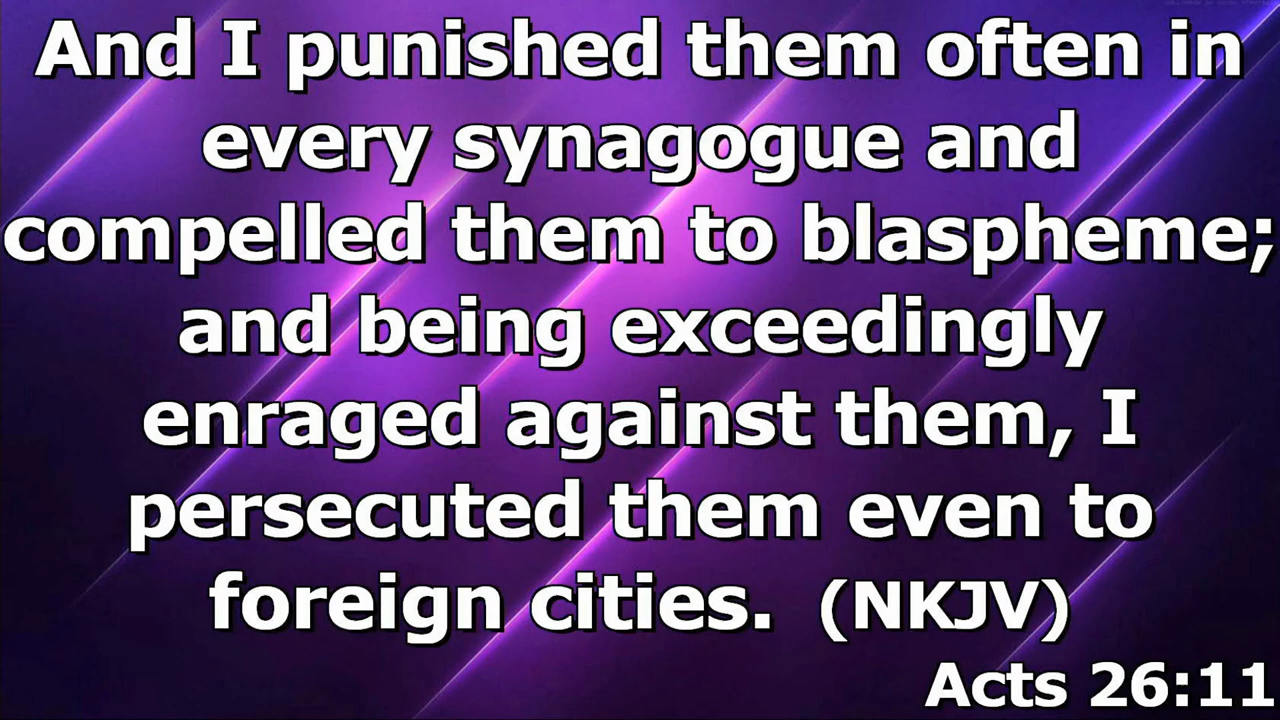 And I punished them often in
every synagogue and
compelled them to blaspheme;
and being exceedingly
enraged against them, I
persecuted them even to
foreign cities.  (NKJV)
Acts 26:11